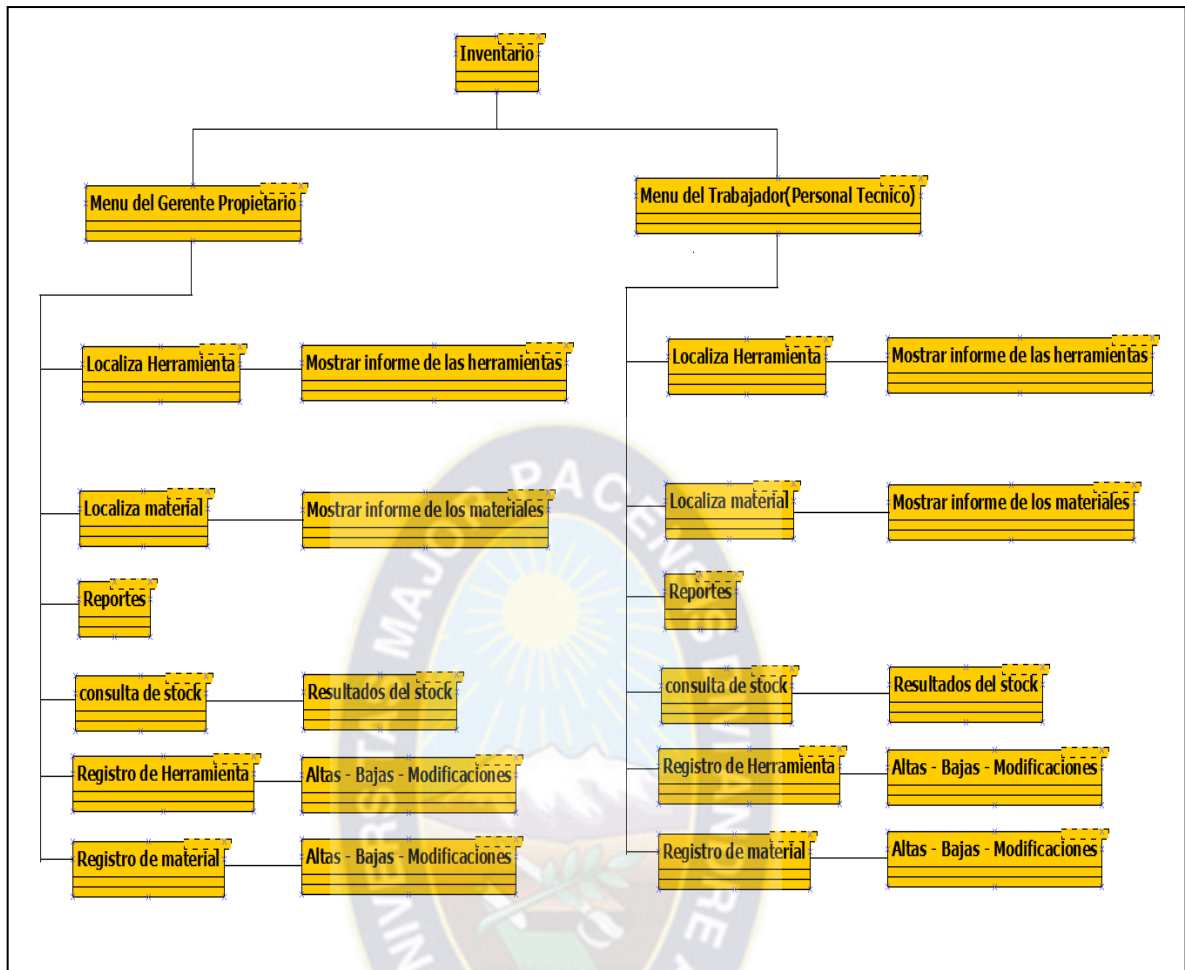 Inventario
Menu del Gerente Propietario
Menu del Trabajador(Personal Tecnico)
Localiza Herramienta
Mostrar informe de las herramientas
Localiza material
Mostrar informe de los materiales
Reportes
consulta de stock
Resultados del stock
Registro de Herramienta
Altas - Bajas - Modificaciones
Registro de material
Altas - Bajas - Modificaciones
Localiza Herramienta
Mostrar informe de las herramientas
Localiza material
Mostrar informe de los materiales
Reportes
consulta de stock
Resultados del stock
Registro de Herramienta
Altas - Bajas - Modificaciones
Registro de material
Altas - Bajas - Modificaciones
MAJOR PACENSIS DIVI ANDRE